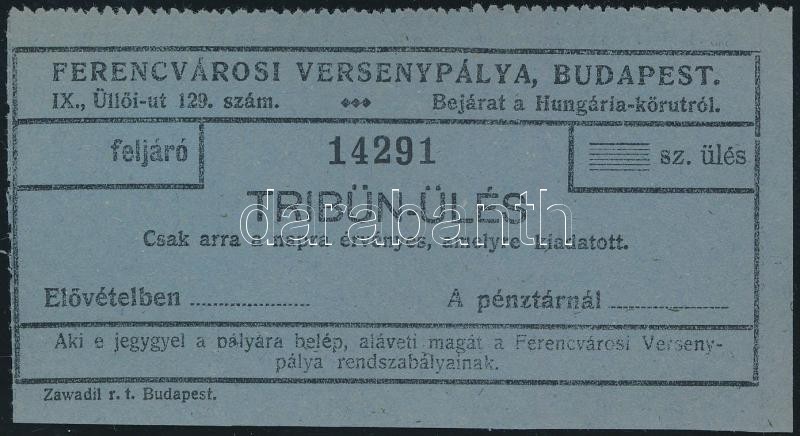 FERENCVÁROSI VERSENYPÁLYA, BUDAPEST.
IX., Üllői-ut 129. szám. Bejárat a Hungária-körutról.
feljáró 14291 sz. ülés
TRIBÜN-ÜLÉS
darabanth
Csak arra a napra érvényes, amelyre kiadatott.
Elővételben ............... A pénztárnál ...............
Aki e jegygyel a pályára belép, aláveti magát a Ferencvárosi Verseny-
pálya rendszabályainak.
Zawadil r. t. Budapest.